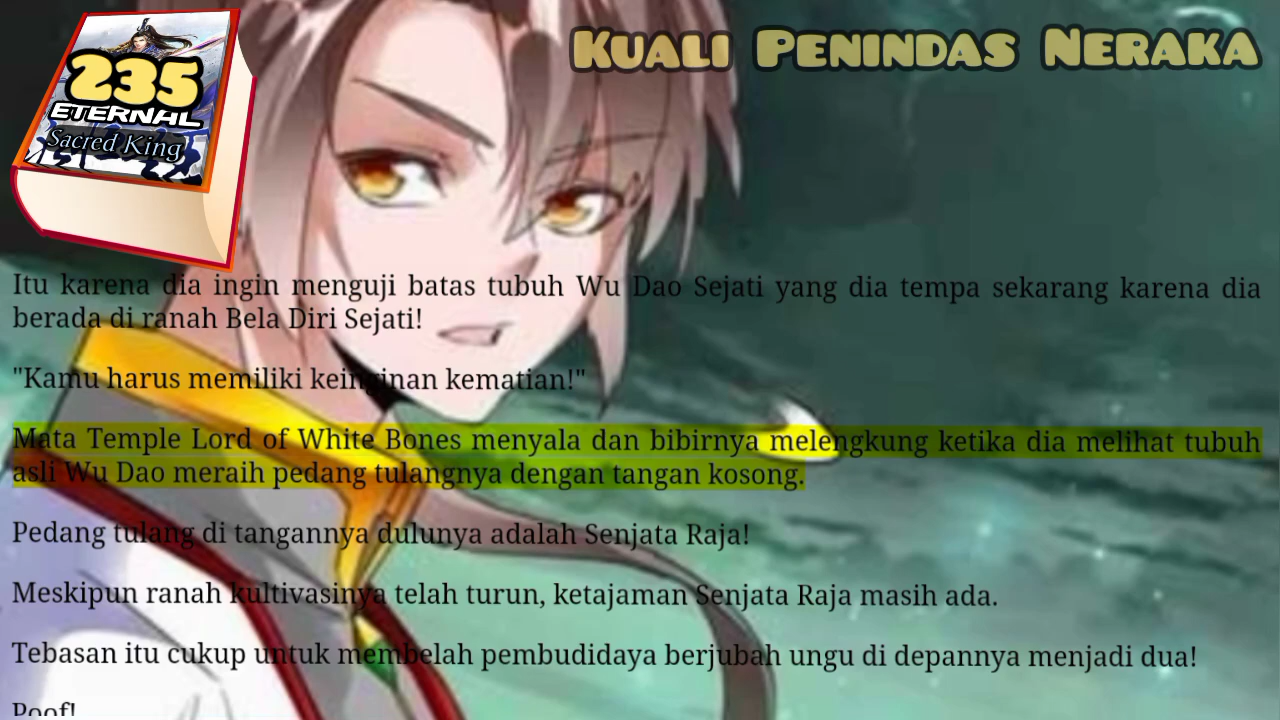 235
ETERNAL
Sacred King
Kuali Penindas Neraka
Itu karena dia ingin menguji batas tubuh Wu Dao Sejati yang dia tempa sekarang karena dia
berada di ranah Bela Diri Sejati!
"Kamu harus memiliki keinginan kematian!"
Mata Temple Lord of White Bones menyala dan bibirnya melengkung ketika dia melihat tubuh
asli Wu Dao meraih pedang tulangnya dengan tangan kosong.
Pedang tulang di tangannya dulunya adalah Senjata Raja!
Meskipun ranah kultivasinya telah turun, ketajaman Senjata Raja masih ada.
Tebasan itu cukup untuk membelah pembudidaya berjubah ungu di depannya menjadi dua!
Poof!